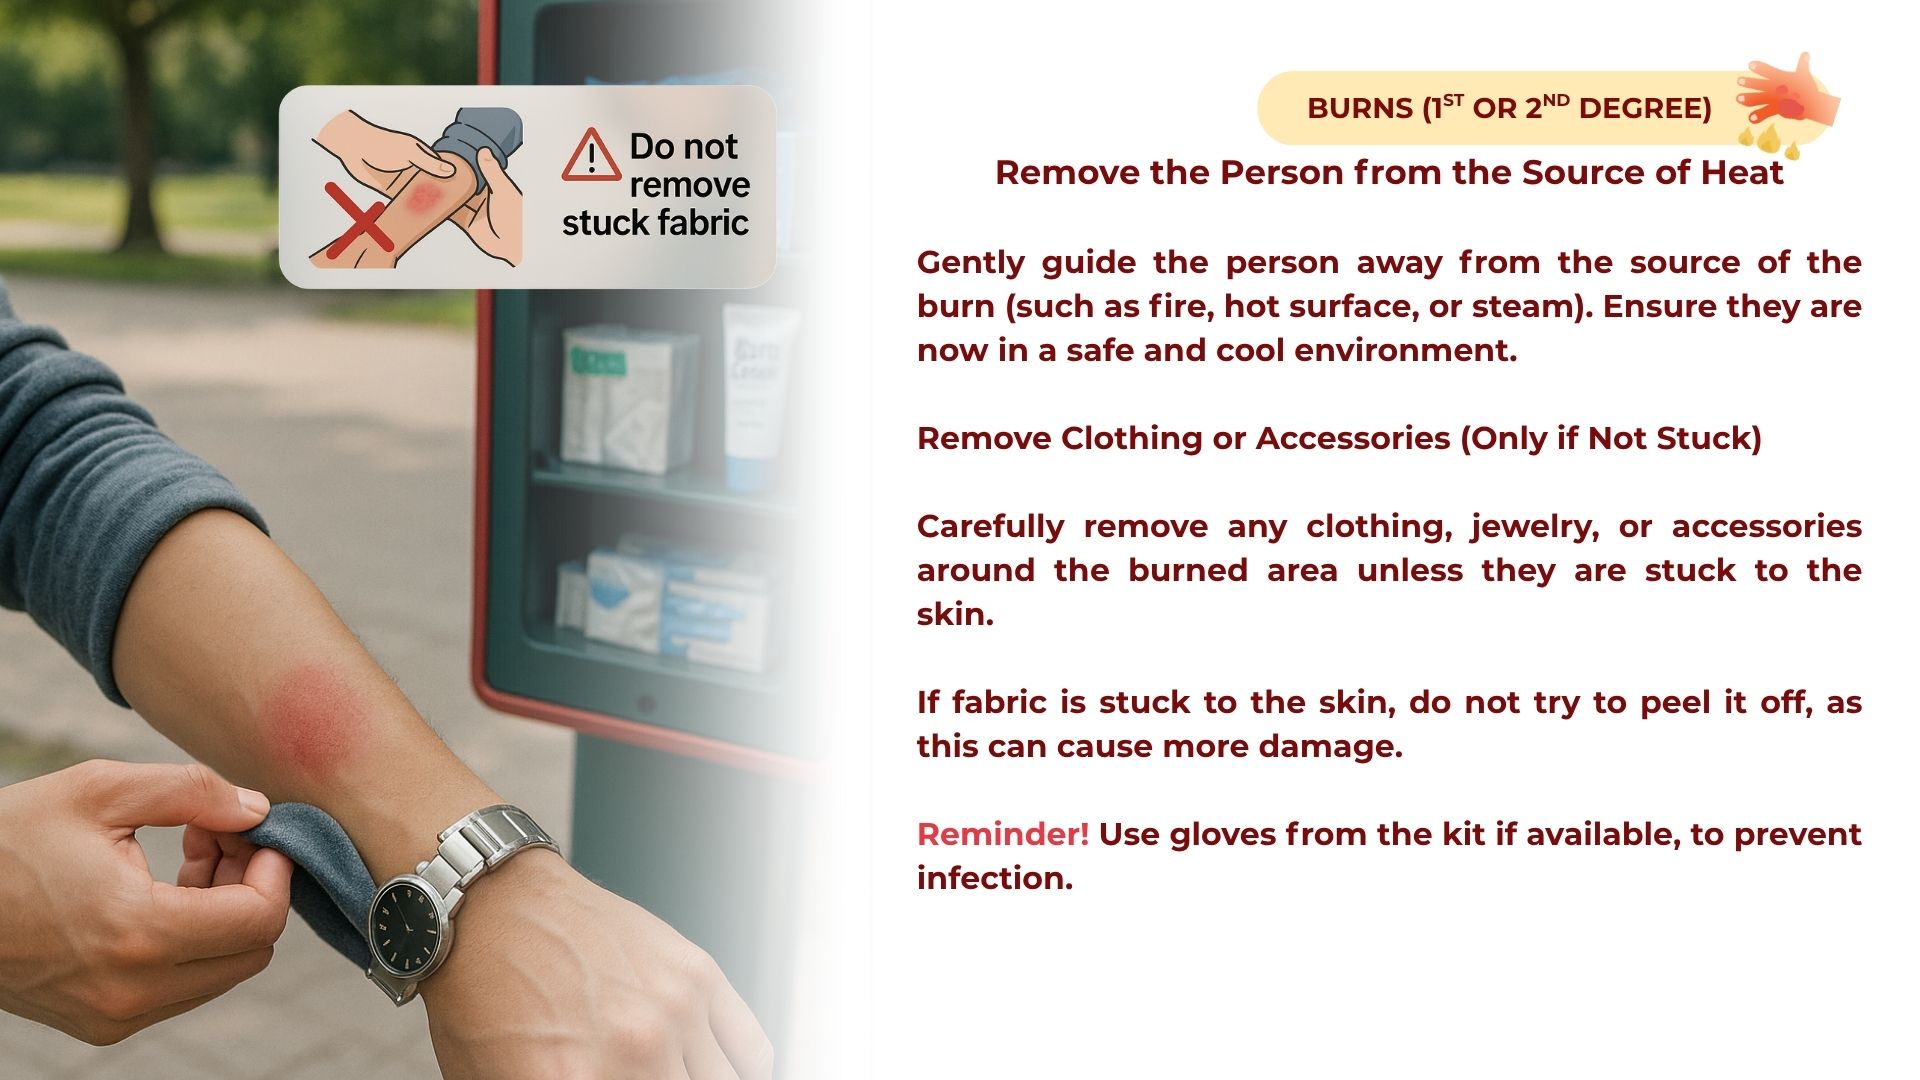 Do not
remove
stuck fabric
BURNS (1ST OR 2ND DEGREE)
Remove the Person from the Source of Heat
Gently guide the person away from the source of the
burn (such as fire, hot surface, or steam). Ensure they are
now in a safe and cool environment.
Remove Clothing or Accessories (Only if Not Stuck)
Carefully remove any clothing, jewelry, or accessories
around the burned area unless they are stuck to the
skin.
If fabric is stuck to the skin, do not try to peel it off, as
this can cause more damage.
Reminder! Use gloves from the kit if available, to prevent
infection.